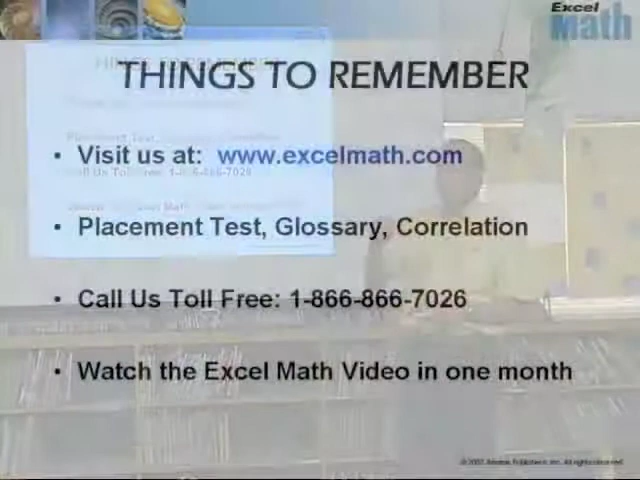 Excel
Math
THINGS TO REMEMBER
• Visit us at: www.excelmath.com
• Placement Test, Glossary, Correlation
• Call Us Toll Free: 1-866-866-7026
• Watch the Excel Math Video in one month